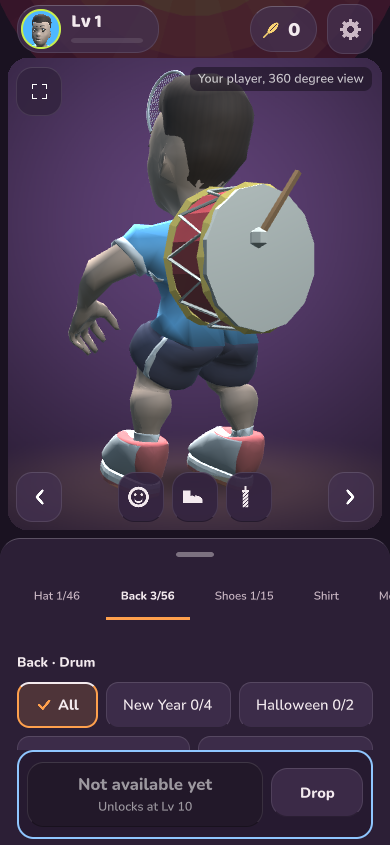 Lv 1
0
Your player, 360 degree view
Hat 1/46
Back 3/56
Shoes 1/15
Shirt
Back · Drum
All
New Year 0/4
Halloween 0/2
Not available yet
Unlocks at Lv 10
Drop